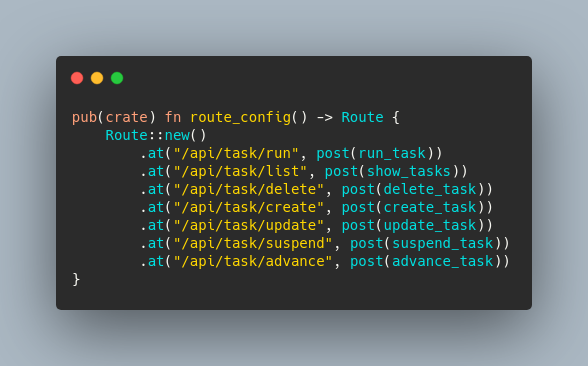 pub(crate) fn route_config() -> Route {
    Route::new()
        .at("/api/task/run", post(run_task))
        .at("/api/task/list", post(show_tasks))
        .at("/api/task/delete", post(delete_task))
        .at("/api/task/create", post(create_task))
        .at("/api/task/update", post(update_task))
        .at("/api/task/suspend", post(suspend_task))
        .at("/api/task/advance", post(advance_task))
}